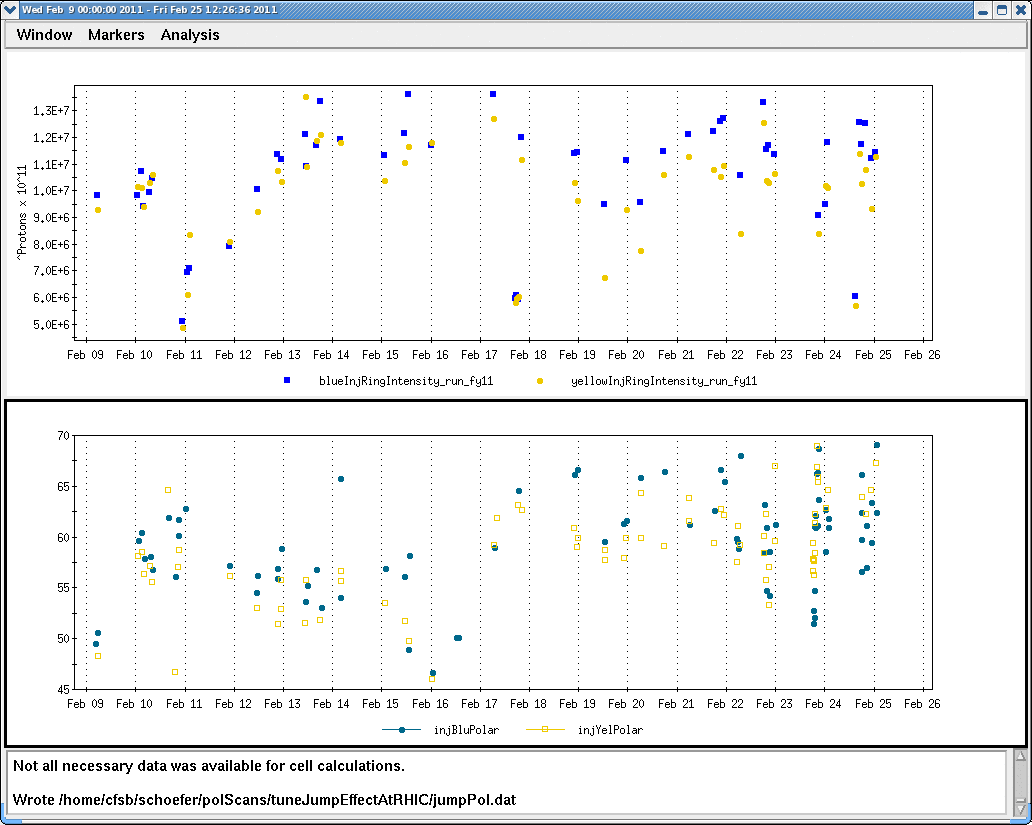 Wed Feb  9 00:00:00 2011 - Fri Feb 25 12:26:36 2011
Window Markers Analysis
^Protons x 10^11
1.3E+7
1.2E+7
1.1E+7
1.0E+7
9.0E+6
8.0E+6
7.0E+6
6.0E+6
5.0E+6
Feb 09 Feb 10 Feb 11 Feb 12 Feb 13 Feb 14 Feb 15 Feb 16 Feb 17 Feb 18 Feb 19 Feb 20 Feb 21 Feb 22 Feb 23 Feb 24 Feb 25 Feb 26
blueInjRingIntensity_run_fy11 yellowInjRingIntensity_run_fy11
70
65
60
55
50
45
Feb 09 Feb 10 Feb 11 Feb 12 Feb 13 Feb 14 Feb 15 Feb 16 Feb 17 Feb 18 Feb 19 Feb 20 Feb 21 Feb 22 Feb 23 Feb 24 Feb 25 Feb 26
injBluPolar injYelPolar
Not all necessary data was available for cell calculations.
Wrote /home/cfsb/schoefer/polScans/tuneJumpEffectAtRHIC/jumpPol.dat